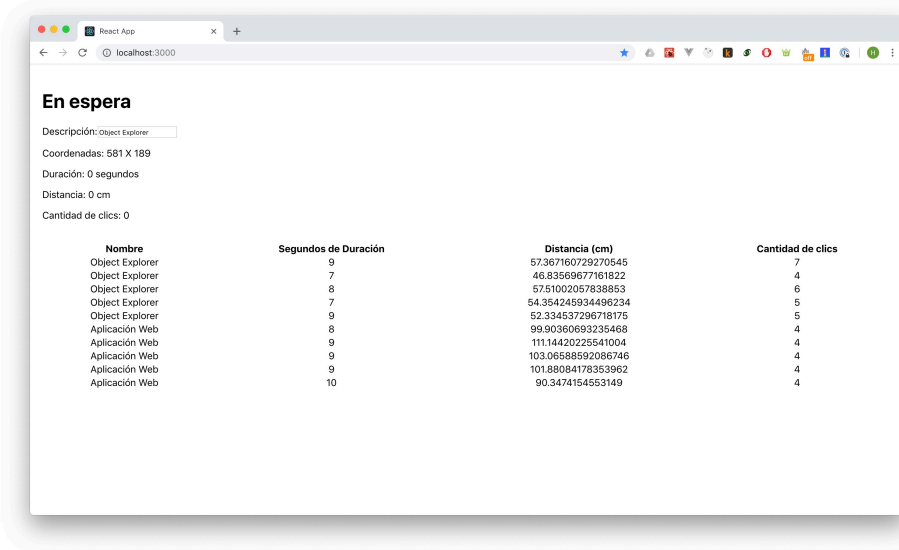 React App
localhost:3000
En espera
Descripción: Object Explorer
Coordenadas: 581 X 189
Duración: 0 segundos
Distancia: 0 cm
Cantidad de clics: 0
Nombre Segundos de Duración Distancia (cm) Cantidad de clics
Object Explorer 9 57.367160729270545 7
Object Explorer 7 46.83569677161822 4
Object Explorer 8 57.51002057838853 6
Object Explorer 7 54.354245934496234 5
Object Explorer 9 52.334537296718175 5
Aplicación Web 8 99.90360693235468 4
Aplicación Web 9 111.14420225541004 4
Aplicación Web 9 103.06588592086746 4
Aplicación Web 9 101.88084178353962 4
Aplicación Web 10 90.3474154553149 4